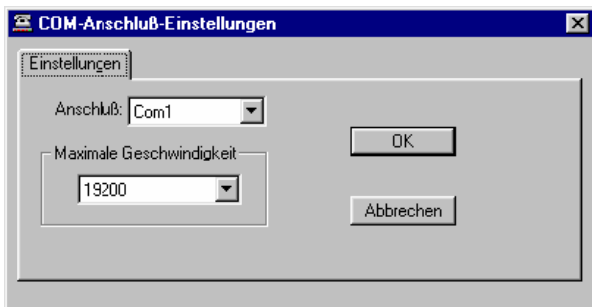 COM-Anschluß-Einstellungen
Einstellungen
Anschluß: Com1
Maximale Geschwindigkeit
19200
OK
Abbrechen